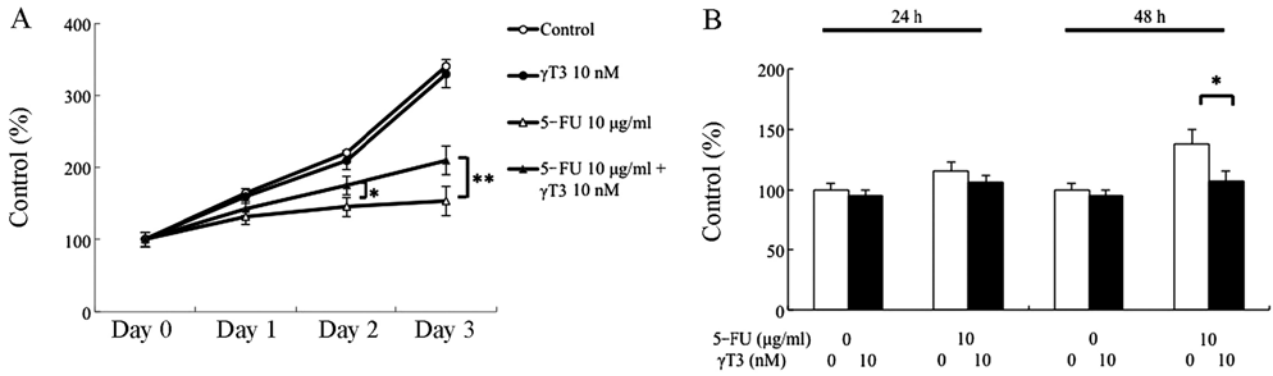 A
400
300
200
100
0
Control (%)
Day 0 Day 1 Day 2 Day 3
Control
γT3 10 nM
5-FU 10 μg/ml
5-FU 10 μg/ml +
γT3 10 nM
*
**
B
24 h 48 h
200
150
100
50
0
Control (%)
*
5-FU (μg/ml) 0 10 0 10
γT3 (nM) 0 10 0 10 0 10 0 10